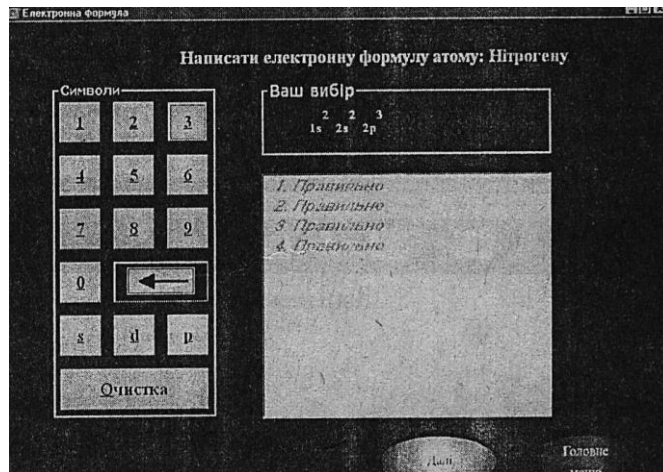 Електронна формула
Написати електронну формулу атому: Нітрогену
Символи
1 2 3
4 5 6
7 8 9
0
s d p
Очистка
Ваш вибір
1s² 2s² 2p³
1. Правильно
2. Правильно
3. Правильно
4. Правильно
Далі
Головне
меню